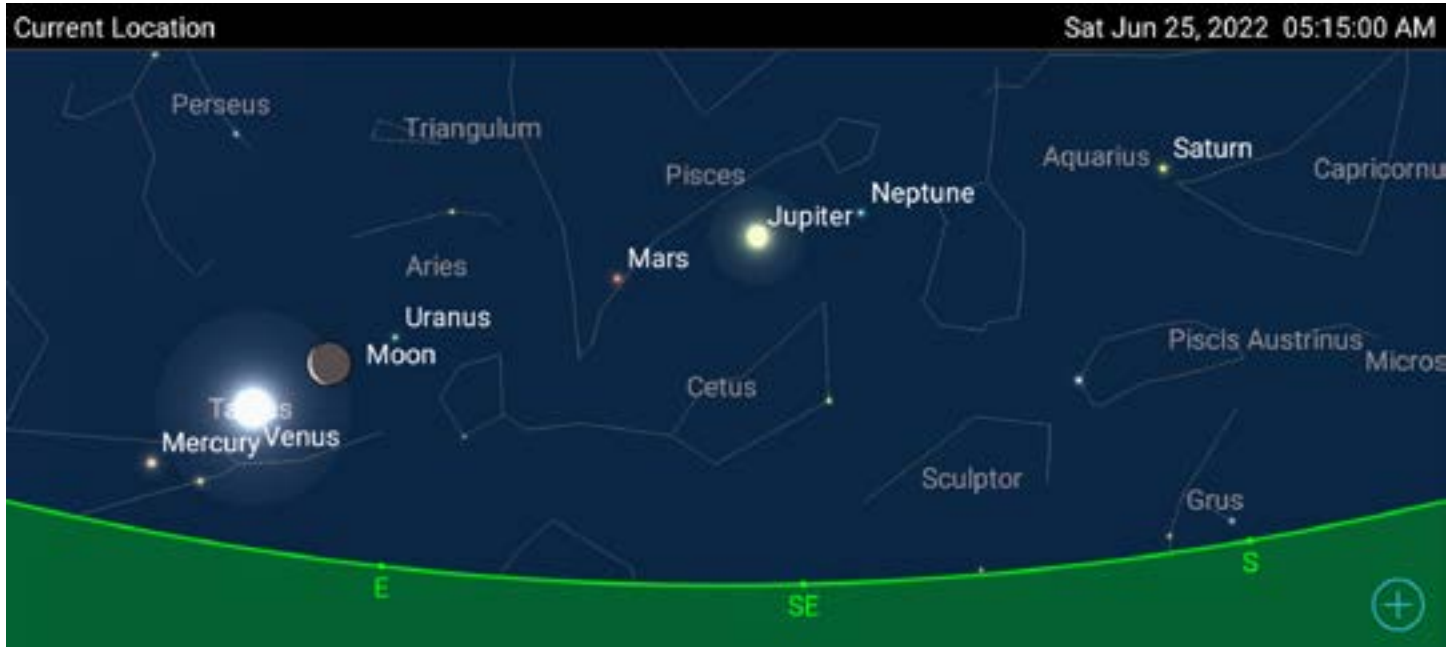 Current Location
Sat Jun 25, 2022 05:15:00 AM
Perseus
Triangulum
Pisces
Aquarius
Saturn
Capricornu
Neptune
Jupiter
Mars
Aries
Uranus
Moon
Piscis Austrinus
Micros
Cetus
Mercury
Venus
Sculptor
Grus
E
SE
S